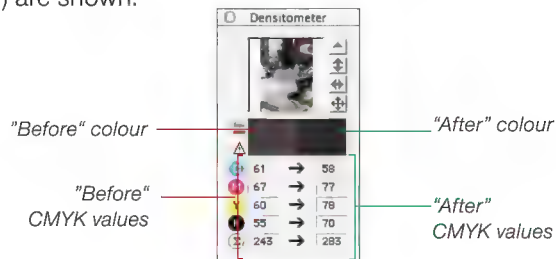 ) are shown.
Densitometer
"Before" colour
"After" colour
61 → 58
"Before"
CMYK values
67 → 77
Y 60 → 78
55 → 70
243 → 283
"After"
CMYK values